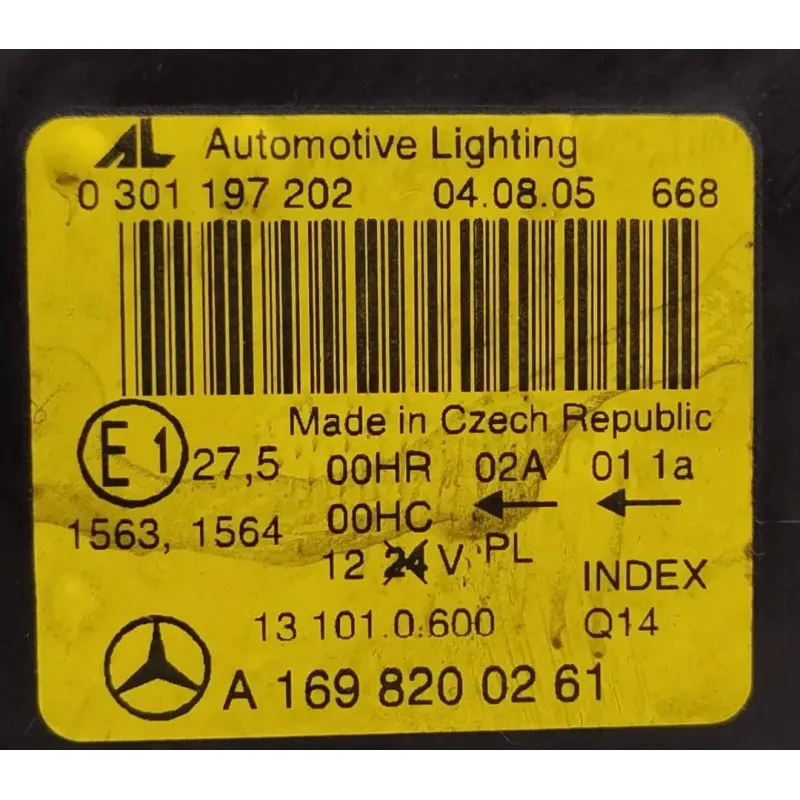 AL Automotive Lighting
0 301 197 202 04.08.05 668
Made in Czech Republic
E1 27,5 00HR 02A 01 1a
1563, 1564 00HC ← ←
12 24 V PL
INDEX
13 101 0.600 Q14
A 169 820 02 61